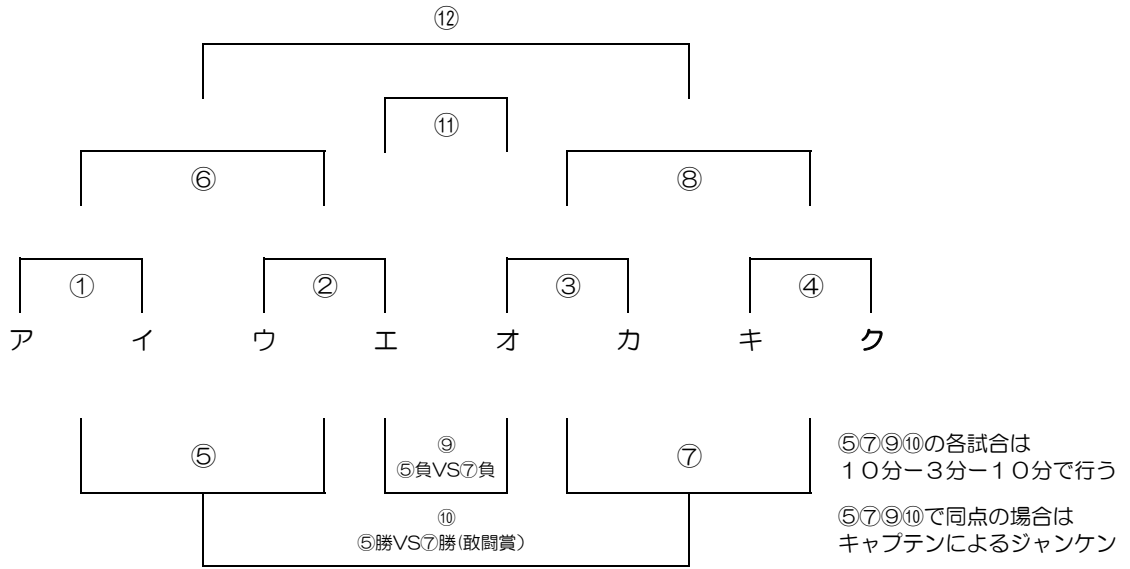 ⑫
⑪
⑥
⑧
①
②
③
④
ア
イ
ウ
エ
オ
カ
キ
ク
⑤
⑨
⑤負VS⑦負
⑦
⑩
⑤勝VS⑦勝(敢闘賞)
⑤⑦⑨⑩の各試合は
10分ー3分ー10分で行う
⑤⑦⑨⑩で同点の場合は
キャプテンによるジャンケン